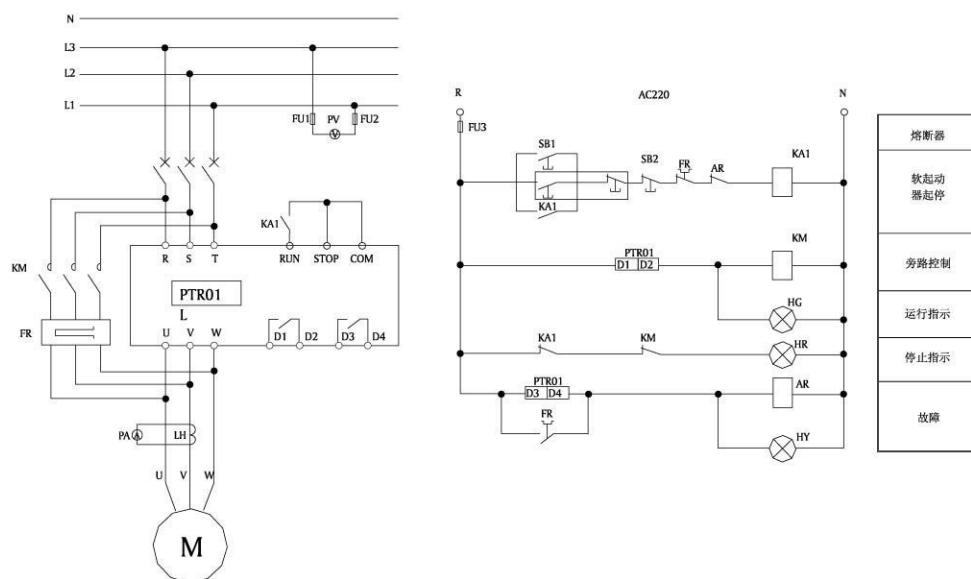 N
L3
L2
L1
FU1
PV
V
FU2
KM
FR
KA1
R S T
RUN STOP COM
PTR01
L
U V W
D1 D2 D3 D4
PA
A
LH
U V W
M
R
AC220
N
FU3
SB1
SB2
FR
AR
KA1
KA1
PTR01
D1 D2
KM
HG
KA1
KM
HR
PTR01
D3 D4
AR
FR
HY
熔断器
软起动
器起停
旁路控制
运行指示
停止指示
故障